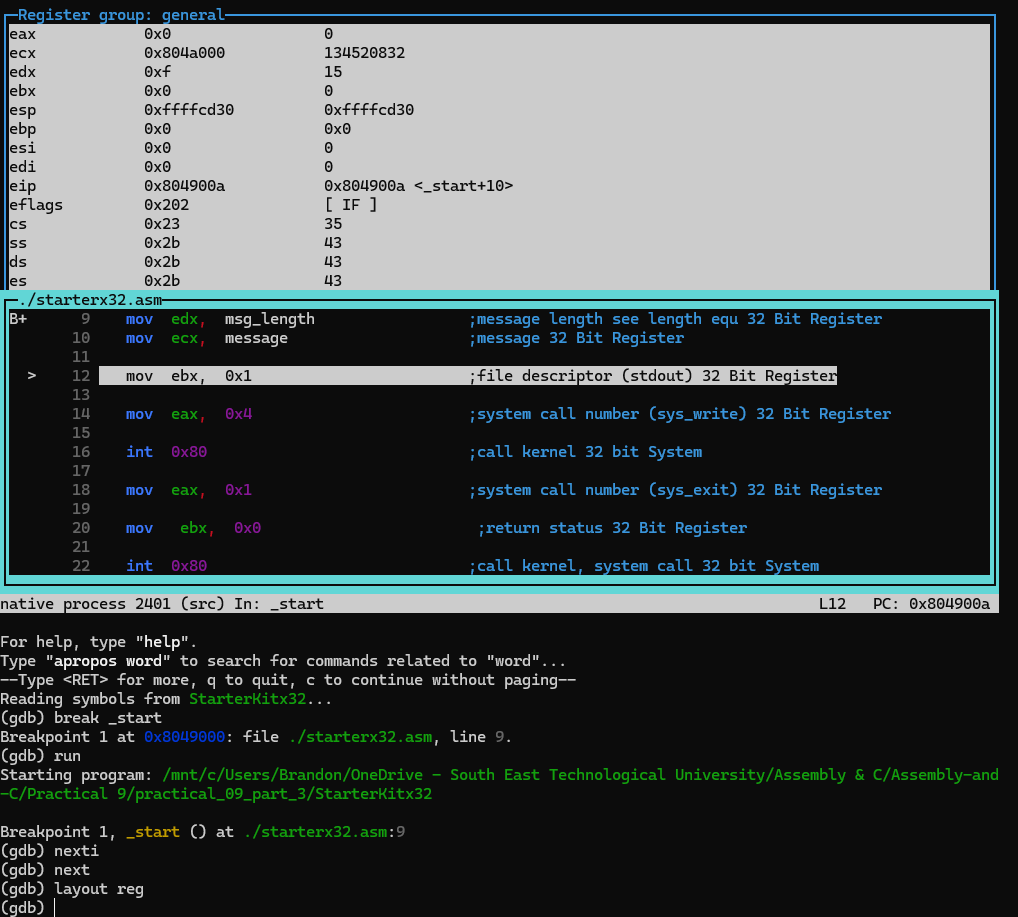 Register group: general
eax 0x0 0
ecx 0x804a000 134520832
edx 0xf 15
ebx 0x0 0
esp 0xffffcd30 0xffffcd30
ebp 0x0 0x0
esi 0x0 0
edi 0x0 0
eip 0x804900a 0x804900a <_start+10>
eflags 0x202 [ IF ]
cs 0x23 35
ss 0x2b 43
ds 0x2b 43
es 0x2b 43
./starterx32.asm
B+ 9 mov edx, msg_length ;message length see length equ 32 Bit Register
10 mov ecx, message ;message 32 Bit Register
11
> 12 mov ebx, 0x1 ;file descriptor (stdout) 32 Bit Register
13
14 mov eax, 0x4 ;system call number (sys_write) 32 Bit Register
15
16 int 0x80 ;call kernel 32 bit System
17
18 mov eax, 0x1 ;system call number (sys_exit) 32 Bit Register
19
20 mov ebx, 0x0 ;return status 32 Bit Register
21
22 int 0x80 ;call kernel, system call 32 bit System
native process 2401 (src) In: _start L12 PC: 0x804900a
For help, type "help".
Type "apropos word" to search for commands related to "word"...
--Type <RET> for more, q to quit, c to continue without paging--
Reading symbols from StarterKitx32...
(gdb) break _start
Breakpoint 1 at 0x8049000: file ./starterx32.asm, line 9.
(gdb) run
Starting program: /mnt/c/Users/Brandon/OneDrive - South East Technological University/Assembly & C/Assembly-and
-C/Practical 9/practical_09_part_3/StarterKitx32
Breakpoint 1, _start () at ./starterx32.asm:9
(gdb) nexti
(gdb) next
(gdb) layout reg
(gdb)